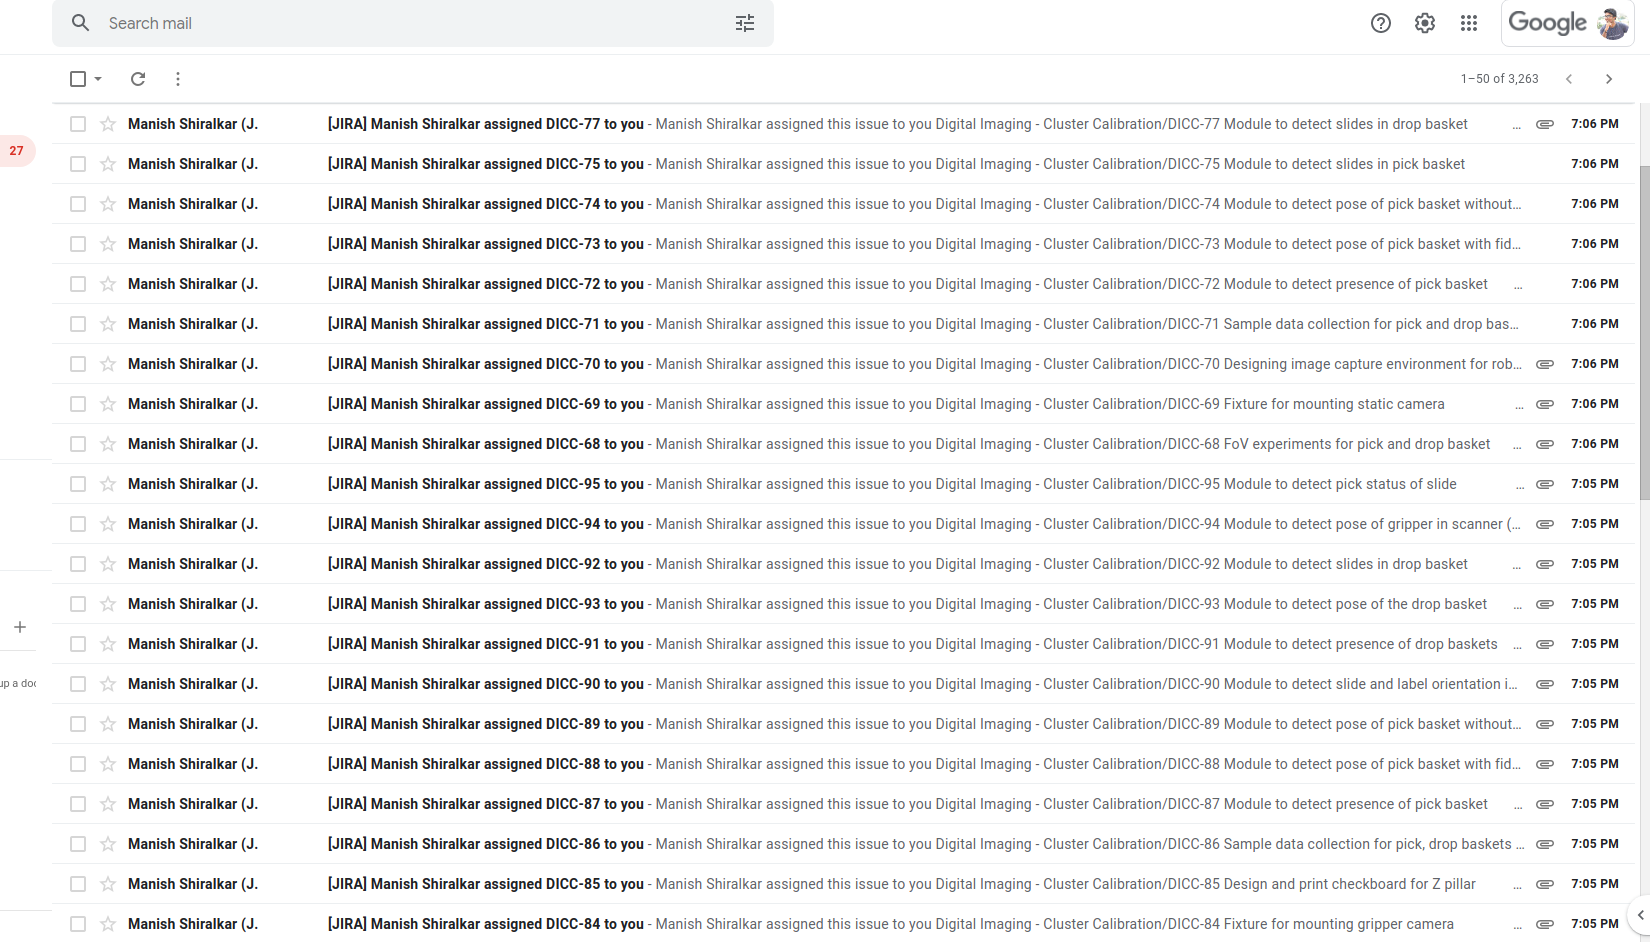 Search mail
Google
1–50 of 3,263
27
Manish Shiralkar (J. [JIRA] Manish Shiralkar assigned DICC-77 to you - Manish Shiralkar assigned this issue to you Digital Imaging - Cluster Calibration/DICC-77 Module to detect slides in drop basket ... 7:06 PM
Manish Shiralkar (J. [JIRA] Manish Shiralkar assigned DICC-75 to you - Manish Shiralkar assigned this issue to you Digital Imaging - Cluster Calibration/DICC-75 Module to detect slides in pick basket 7:06 PM
Manish Shiralkar (J. [JIRA] Manish Shiralkar assigned DICC-74 to you - Manish Shiralkar assigned this issue to you Digital Imaging - Cluster Calibration/DICC-74 Module to detect pose of pick basket without... 7:06 PM
Manish Shiralkar (J. [JIRA] Manish Shiralkar assigned DICC-73 to you - Manish Shiralkar assigned this issue to you Digital Imaging - Cluster Calibration/DICC-73 Module to detect pose of pick basket with fid... 7:06 PM
Manish Shiralkar (J. [JIRA] Manish Shiralkar assigned DICC-72 to you - Manish Shiralkar assigned this issue to you Digital Imaging - Cluster Calibration/DICC-72 Module to detect presence of pick basket ... 7:06 PM
Manish Shiralkar (J. [JIRA] Manish Shiralkar assigned DICC-71 to you - Manish Shiralkar assigned this issue to you Digital Imaging - Cluster Calibration/DICC-71 Sample data collection for pick and drop bas... 7:06 PM
Manish Shiralkar (J. [JIRA] Manish Shiralkar assigned DICC-70 to you - Manish Shiralkar assigned this issue to you Digital Imaging - Cluster Calibration/DICC-70 Designing image capture environment for rob... 7:06 PM
Manish Shiralkar (J. [JIRA] Manish Shiralkar assigned DICC-69 to you - Manish Shiralkar assigned this issue to you Digital Imaging - Cluster Calibration/DICC-69 Fixture for mounting static camera ... 7:06 PM
Manish Shiralkar (J. [JIRA] Manish Shiralkar assigned DICC-68 to you - Manish Shiralkar assigned this issue to you Digital Imaging - Cluster Calibration/DICC-68 FoV experiments for pick and drop basket ... 7:06 PM
Manish Shiralkar (J. [JIRA] Manish Shiralkar assigned DICC-95 to you - Manish Shiralkar assigned this issue to you Digital Imaging - Cluster Calibration/DICC-95 Module to detect pick status of slide ... 7:05 PM
Manish Shiralkar (J. [JIRA] Manish Shiralkar assigned DICC-94 to you - Manish Shiralkar assigned this issue to you Digital Imaging - Cluster Calibration/DICC-94 Module to detect pose of gripper in scanner (... 7:05 PM
Manish Shiralkar (J. [JIRA] Manish Shiralkar assigned DICC-92 to you - Manish Shiralkar assigned this issue to you Digital Imaging - Cluster Calibration/DICC-92 Module to detect slides in drop basket ... 7:05 PM
Manish Shiralkar (J. [JIRA] Manish Shiralkar assigned DICC-93 to you - Manish Shiralkar assigned this issue to you Digital Imaging - Cluster Calibration/DICC-93 Module to detect pose of the drop basket ... 7:05 PM
Manish Shiralkar (J. [JIRA] Manish Shiralkar assigned DICC-91 to you - Manish Shiralkar assigned this issue to you Digital Imaging - Cluster Calibration/DICC-91 Module to detect presence of drop baskets ... 7:05 PM
up a doc
Manish Shiralkar (J. [JIRA] Manish Shiralkar assigned DICC-90 to you - Manish Shiralkar assigned this issue to you Digital Imaging - Cluster Calibration/DICC-90 Module to detect slide and label orientation i... 7:05 PM
Manish Shiralkar (J. [JIRA] Manish Shiralkar assigned DICC-89 to you - Manish Shiralkar assigned this issue to you Digital Imaging - Cluster Calibration/DICC-89 Module to detect pose of pick basket without... 7:05 PM
Manish Shiralkar (J. [JIRA] Manish Shiralkar assigned DICC-88 to you - Manish Shiralkar assigned this issue to you Digital Imaging - Cluster Calibration/DICC-88 Module to detect pose of pick basket with fid... 7:05 PM
Manish Shiralkar (J. [JIRA] Manish Shiralkar assigned DICC-87 to you - Manish Shiralkar assigned this issue to you Digital Imaging - Cluster Calibration/DICC-87 Module to detect presence of pick basket ... 7:05 PM
Manish Shiralkar (J. [JIRA] Manish Shiralkar assigned DICC-86 to you - Manish Shiralkar assigned this issue to you Digital Imaging - Cluster Calibration/DICC-86 Sample data collection for pick, drop baskets ... 7:05 PM
Manish Shiralkar (J. [JIRA] Manish Shiralkar assigned DICC-85 to you - Manish Shiralkar assigned this issue to you Digital Imaging - Cluster Calibration/DICC-85 Design and print checkboard for Z pillar ... 7:05 PM
Manish Shiralkar (J. [JIRA] Manish Shiralkar assigned DICC-84 to you - Manish Shiralkar assigned this issue to you Digital Imaging - Cluster Calibration/DICC-84 Fixture for mounting gripper camera ... 7:05 PM